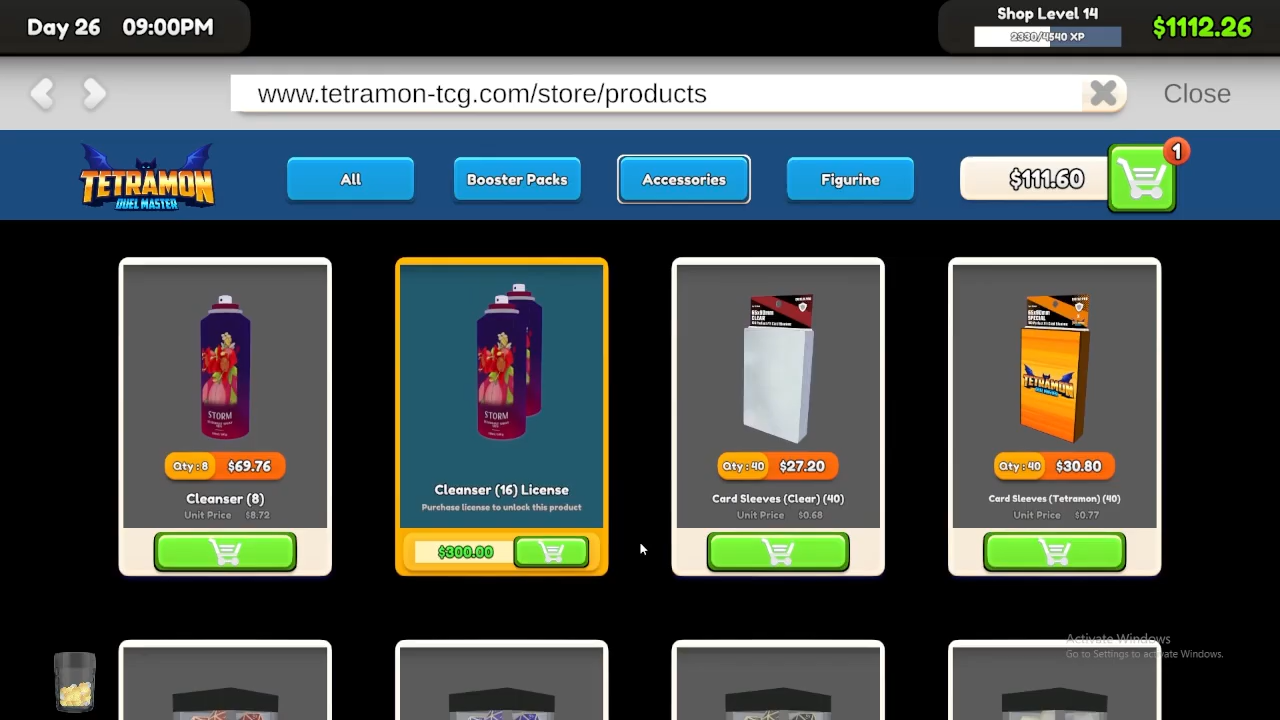 Day 26 09:00PM
Shop Level 14
2330/4540 XP
$1112.26
www.tetramon-tcg.com/store/products
Close
TETRAMON
DUEL MASTER
All
Booster Packs
Accessories
Figurine
$111.60
1
STORM
Qty : 8 $69.76
Cleanser (8)
Unit Price $8.72
STORM
Cleanser (16) License
Purchase license to unlock this product
$300.00
CLEAR
Qty : 40 $27.20
Card Sleeves (Clear) (40)
Unit Price $0.68
SPECIAL
TETRAMON
Qty : 40 $30.80
Card Sleeves (Tetramon) (40)
Unit Price $0.77
Activate Windows
Go to Settings to activate Windows.